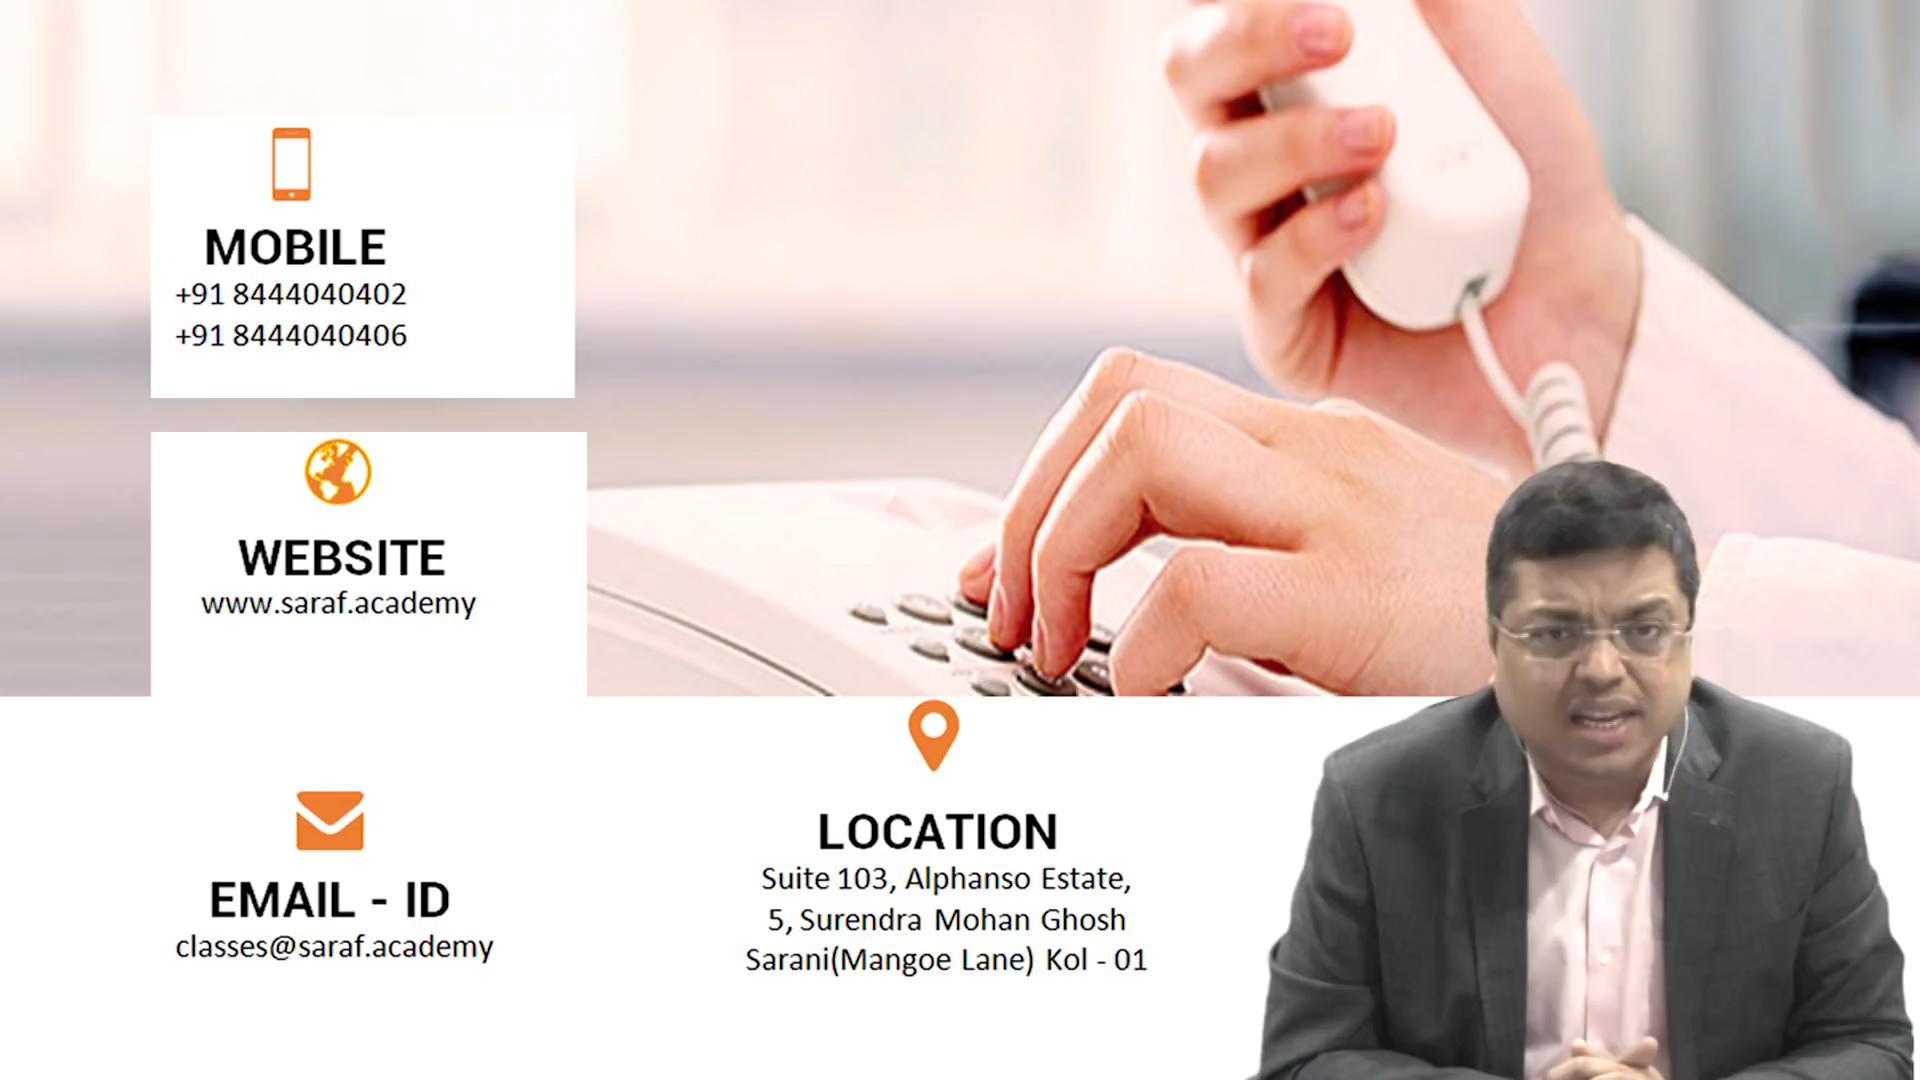 MOBILE
+91 8444040402
+91 8444040406
WEBSITE
www.saraf.academy
EMAIL - ID
classes@saraf.academy
LOCATION
Suite 103, Alphanso Estate,
5, Surendra Mohan Ghosh
Sarani(Mangoe Lane) Kol - 01